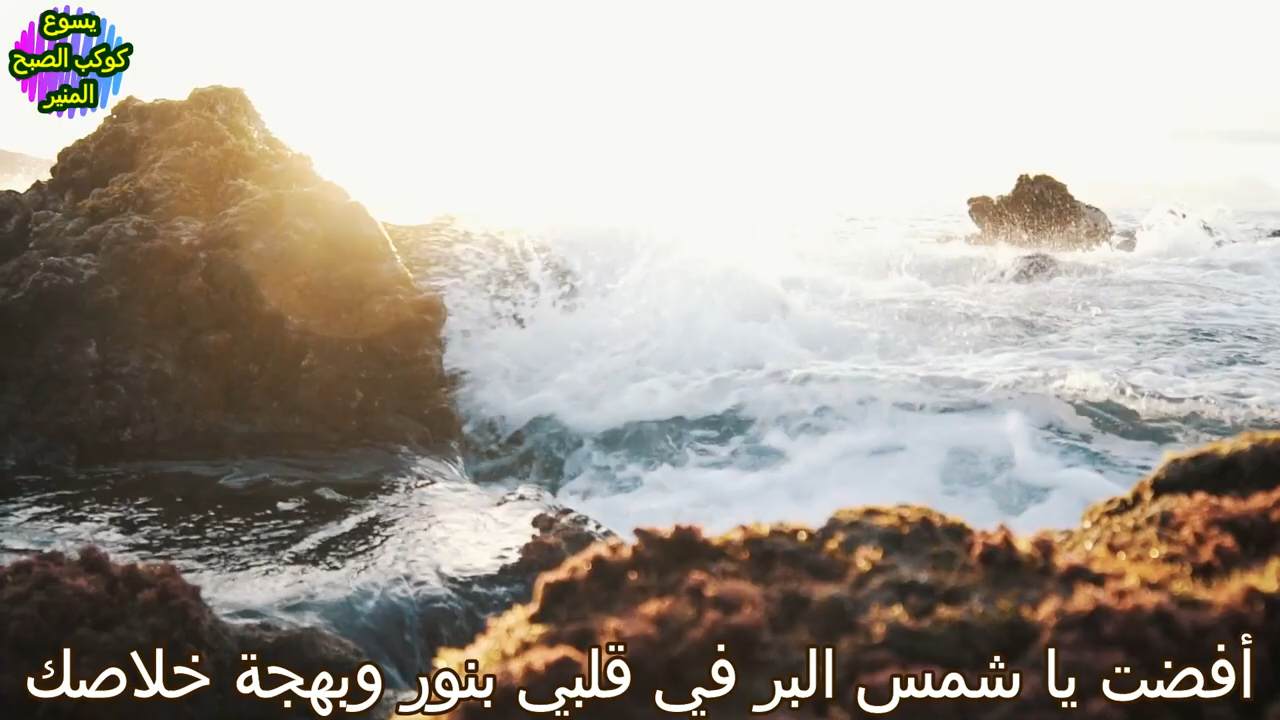 يسوع
كوكب الصبح
المنير
أفضت يا شمس البر في قلبي بنور وبهجة خلاصك